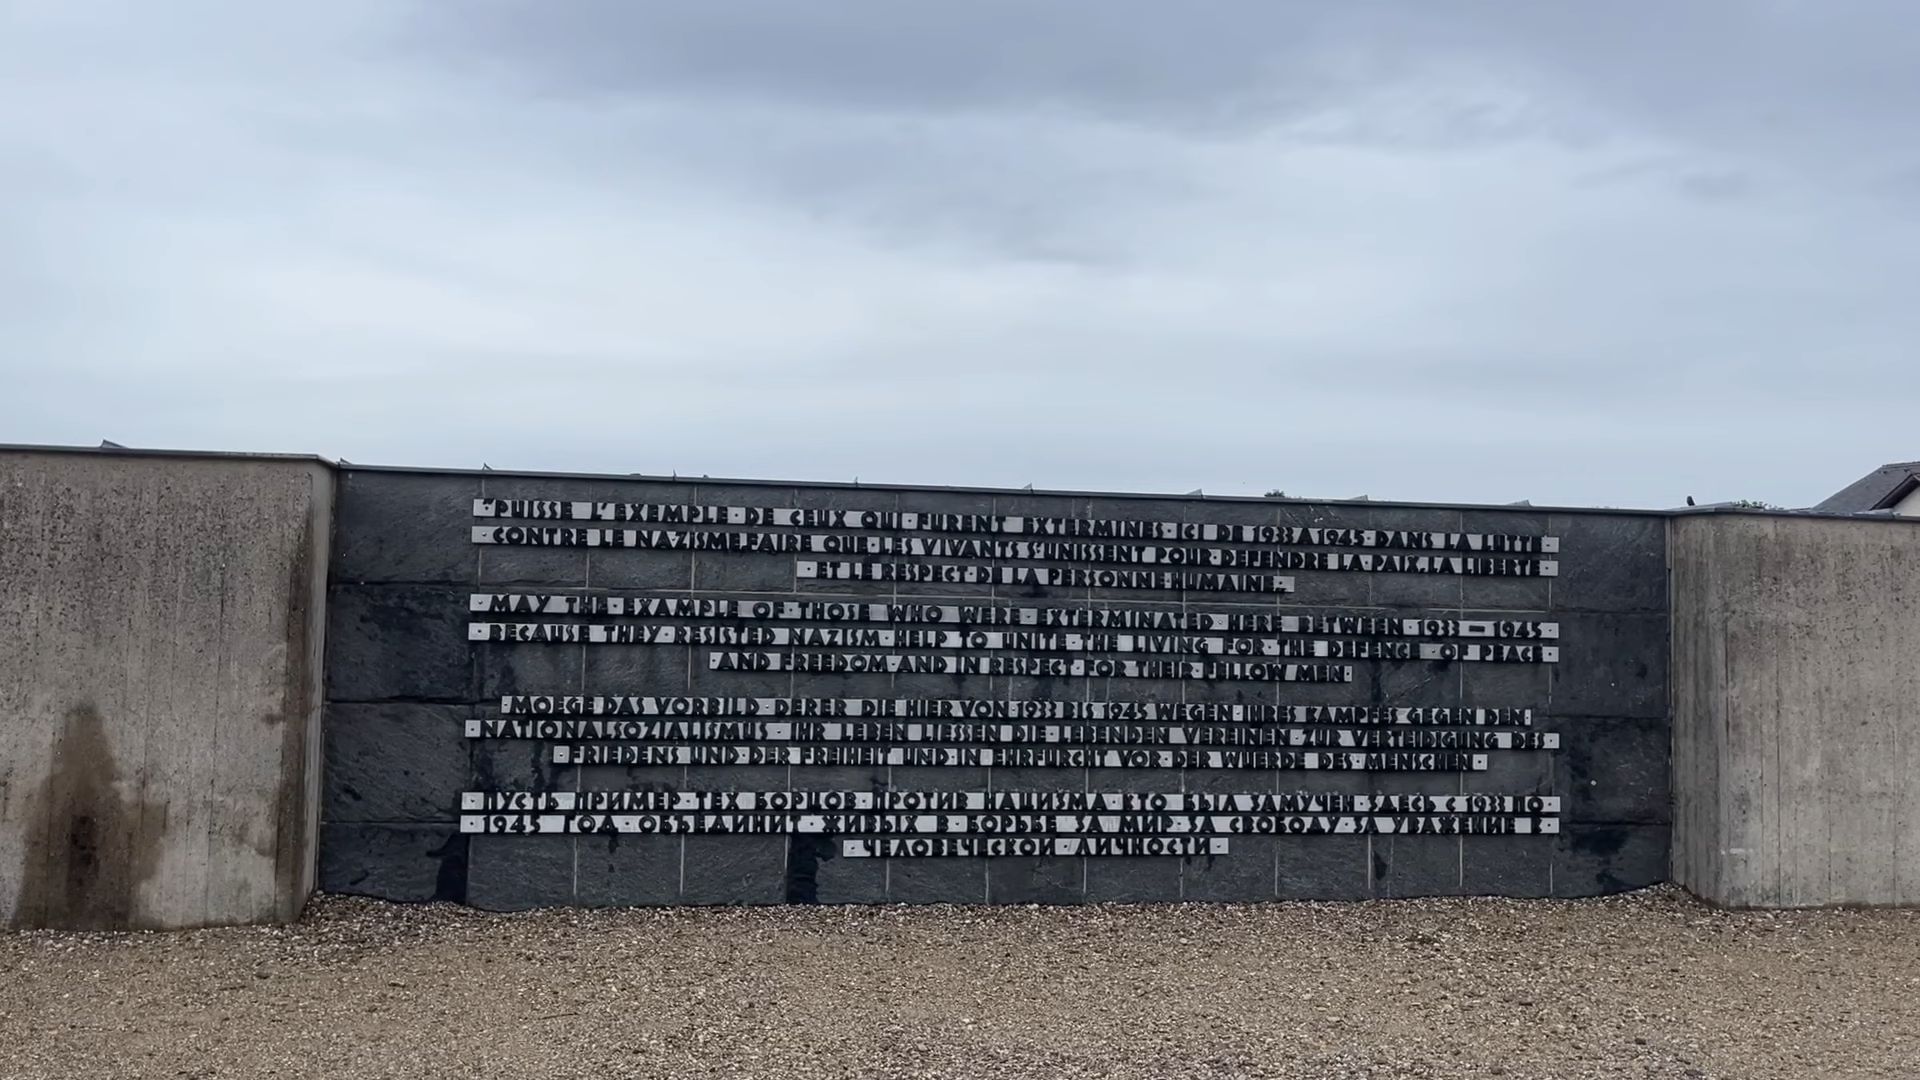 "PUISSE L'EXEMPLE·DE CEUX QUI·FURENT EXTERMINES·ICI DE 1933 A 1945·DANS LA LUTTE·
·CONTRE LE NAZISME,FAIRE QUE·LES VIVANTS S'UNISSENT POUR·DEFENDRE LA·PAIX,LA LIBERTE·
·ET LE RESPECT·DE LA PERSONNE·HUMAINE.·
·MAY THE·EXAMPLE OF·THOSE WHO WERE·EXTERMINATED HERE BETWEEN·1933 — 1945·
·BECAUSE THEY·RESISTED NAZISM·HELP TO UNITE·THE LIVING FOR·THE DEFENCE·OF PEACE·
·AND FREEDOM·AND IN RESPECT·FOR THEIR·FELLOW MEN·
·MOEGE DAS VORBILD·DERER DIE HIER VON·1933 BIS 1945 WEGEN·IHRES KAMPFES GEGEN DEN·
·NATIONALSOZIALISMUS·IHR LEBEN LIESSEN DIE·LEBENDEN VEREINEN·ZUR VERTEIDIGUNG DES·
·FRIEDENS UND·DER FREIHEIT UND·IN EHRFURCHT VOR·DER WUERDE DES·MENSCHEN·
·ПУСТЬ ПРИМЕР·ТЕХ БОРЦОВ·ПРОТИВ НАЦИЗМА·КТО БЫЛ ЗАМУЧЕН·ЗДЕСЬ С 1933 ПО·
·1945 ГОД·ОБЪЕДИНИТ·ЖИВЫХ В·БОРЬБЕ ЗА МИР·ЗА СВОБОДУ·ЗА УВАЖЕНИЕ К·
·ЧЕЛОВЕЧЕСКОЙ·ЛИЧНОСТИ·